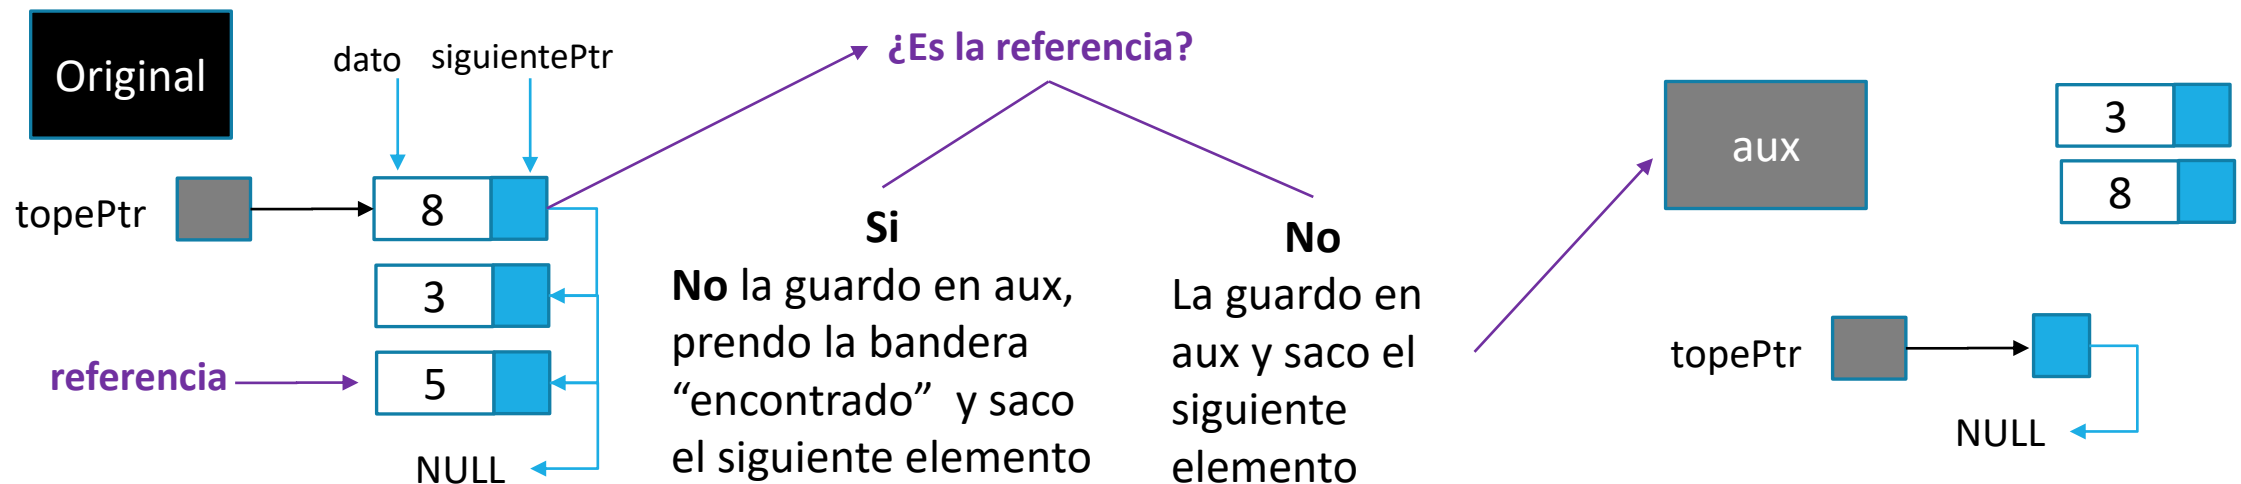 Original
dato
siguientePtr
topePtr
8
3
referencia
5
NULL
¿Es la referencia?
Si
No la guardo en aux,
prendo la bandera
“encontrado”  y saco
el siguiente elemento
No
La guardo en
aux y saco el
siguiente
elemento
aux
3
8
topePtr
NULL